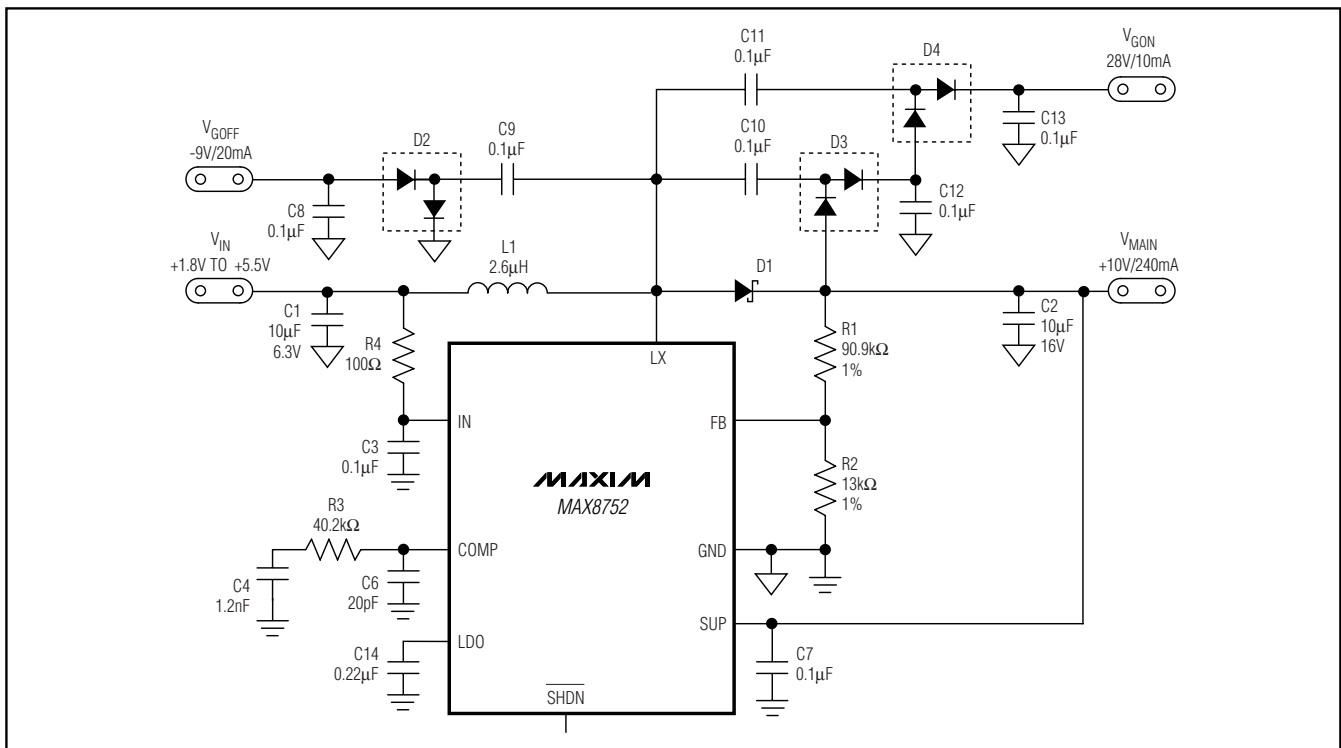 C11
0.1μF
D4
VGON
28V/10mA
C13
0.1μF
VGOFF
-9V/20mA
D2
C9
0.1μF
C10
0.1μF
D3
C12
0.1μF
C8
0.1μF
VIN
+1.8V TO +5.5V
L1
2.6μH
D1
VMAIN
+10V/240mA
C1
10μF
6.3V
R4
100Ω
LX
R1
90.9kΩ
1%
C2
10μF
16V
IN
FB
C3
0.1μF
MAXIM
MAX8752
R2
13kΩ
1%
R3
40.2kΩ
COMP
GND
C4
1.2nF
C6
20pF
SUP
LDO
C14
0.22μF
C7
0.1μF
SHDN